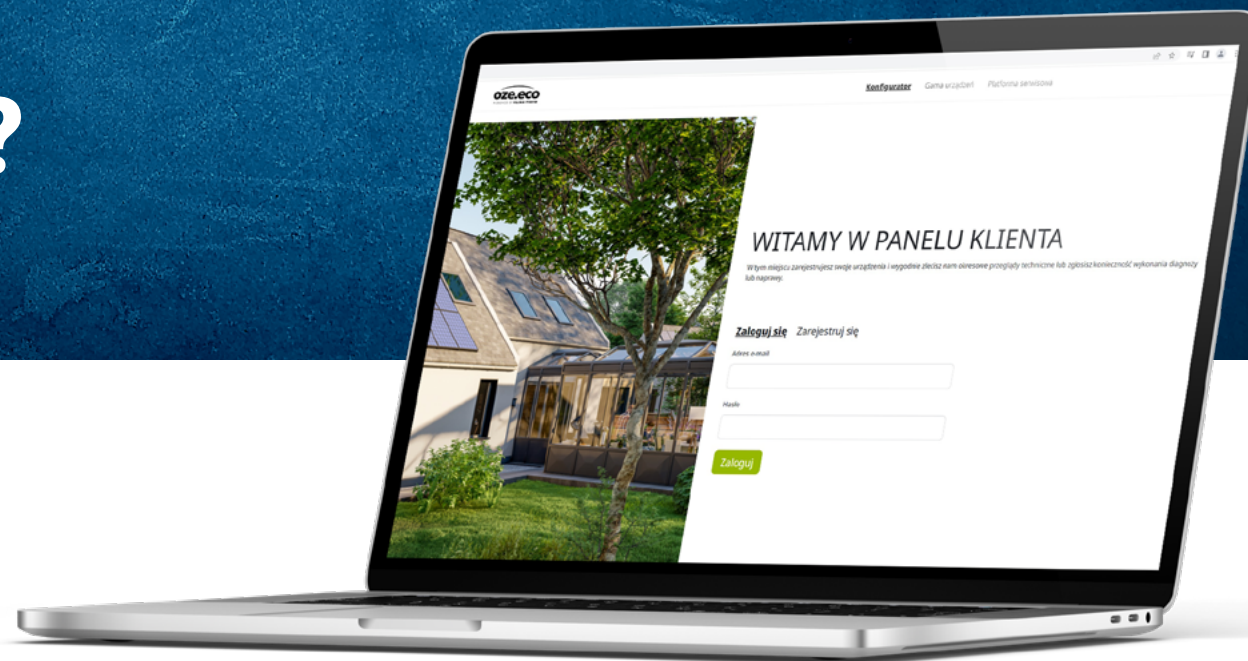 ?
oze.eco
Konfigurator Gama urządzeń Platforma serwisowa
WITAMY W PANELU KLIENTA
W tym miejscu zarejestrujesz swoje urządzenia i wygodnie zlecisz nam okresowe przeglądy techniczne lub zgłosisz konieczność wykonania diagnozy
lub naprawy.
Zaloguj się Zarejestruj się
Adres e-mail
Hasło
Zaloguj